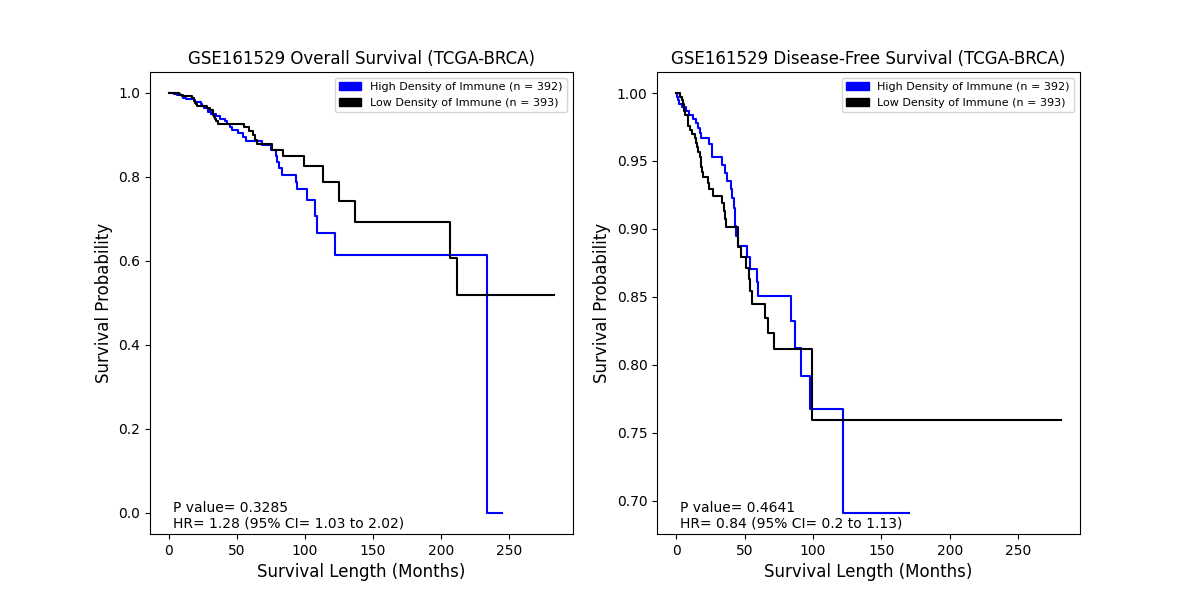 GSE161529 Overall Survival (TCGA-BRCA)
High Density of Immune (n = 392)
Low Density of Immune (n = 393)
1.0
0.8
0.6
0.4
0.2
0.0
Survival Probability
P value= 0.3285
HR= 1.28 (95% CI= 1.03 to 2.02)
0
50
100
150
200
250
Survival Length (Months)
GSE161529 Disease-Free Survival (TCGA-BRCA)
High Density of Immune (n = 392)
Low Density of Immune (n = 393)
1.00
0.95
0.90
0.85
0.80
0.75
0.70
Survival Probability
P value= 0.4641
HR= 0.84 (95% CI= 0.2 to 1.13)
0
50
100
150
200
250
Survival Length (Months)